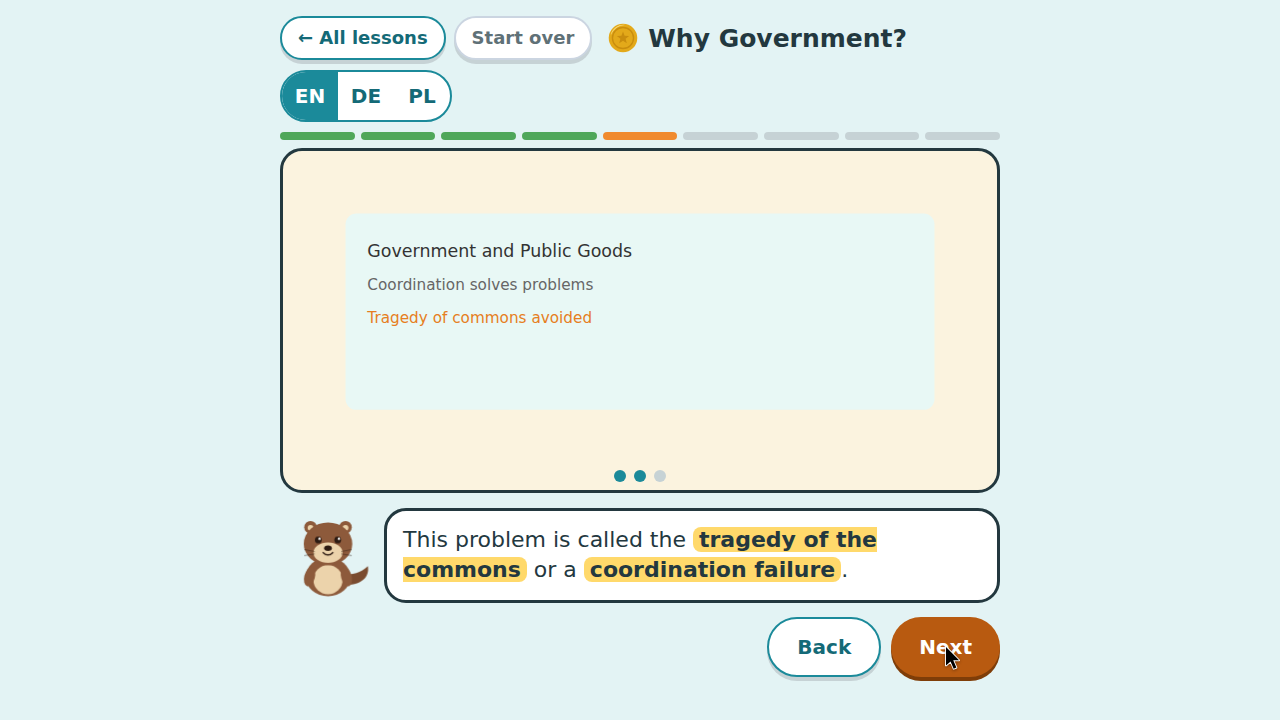 ← All lessons
Start over
Why Government?
EN DE PL
Government and Public Goods
Coordination solves problems
Tragedy of commons avoided
This problem is called the tragedy of the
commons or a coordination failure.
Back
Next